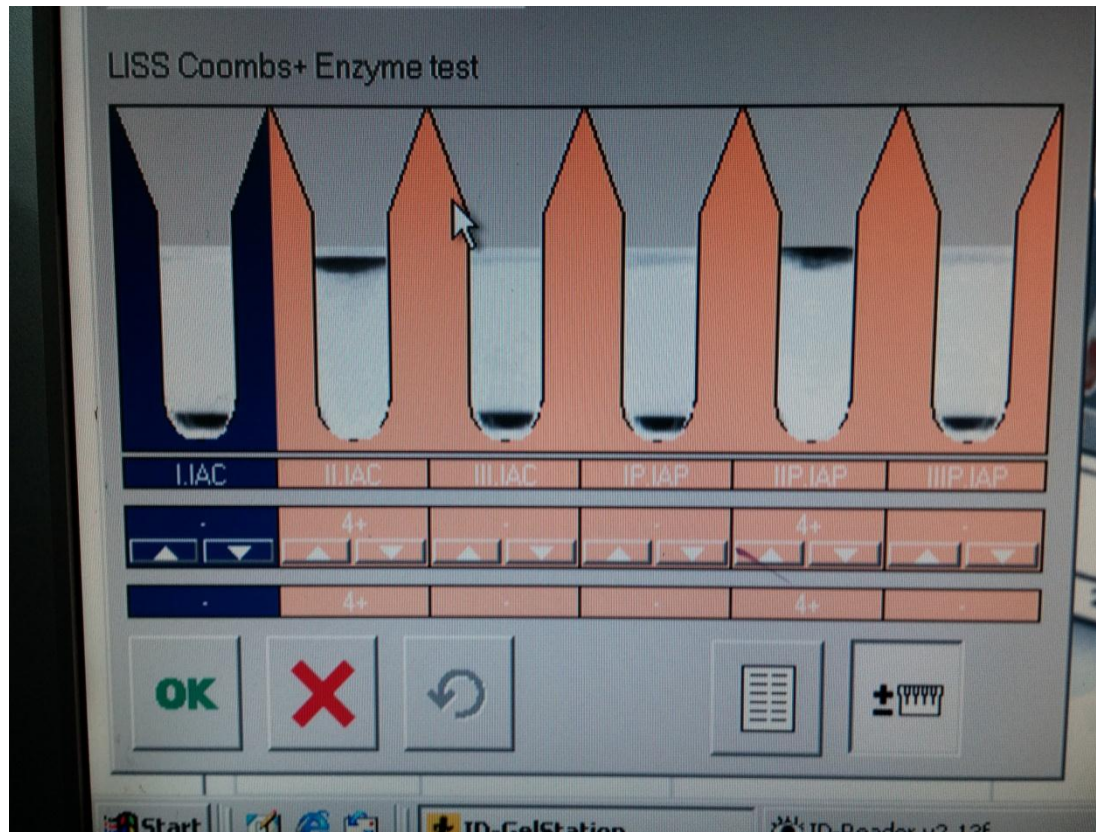 LISS Coombs+ Enzyme test
I.IAC II.IAC III.IAC IP.IAP IIP.IAP IIIP.IAP
- 4+ - - 4+ -
- 4+ - - 4+ -
OK
Start ID-GelStation ID-Reader v2.13f